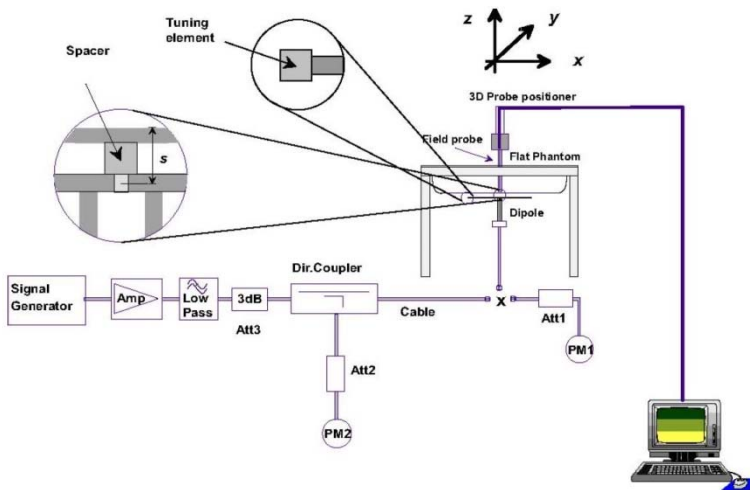 Tuning
element
Spacer
s
z
y
x
3D Probe positioner
Field probe
Flat Phantom
Dipole
Dir.Coupler
Signal
Generator
Amp
Low
Pass
3dB
Att3
Cable
x
Att1
PM1
Att2
PM2